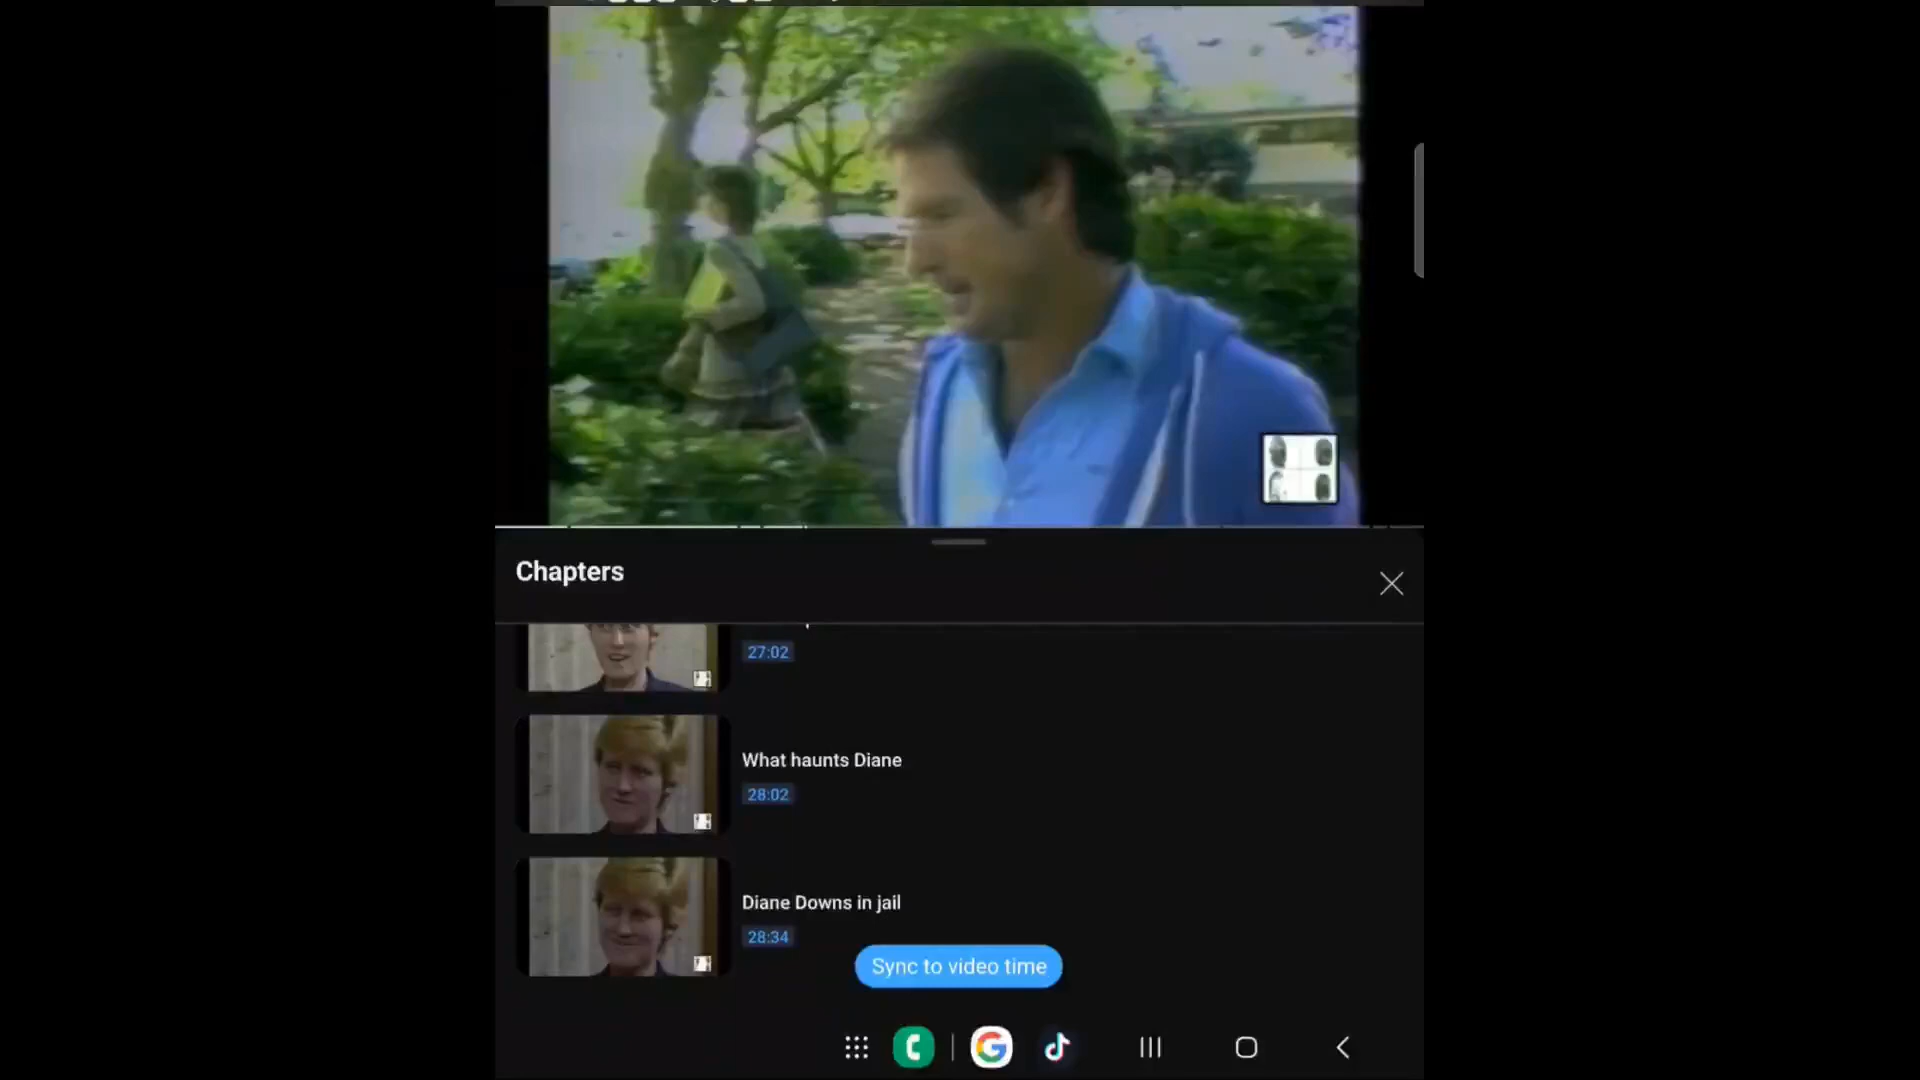 Chapters
27:02
What haunts Diane
28:02
Diane Downs in jail
28:34
Sync to video time